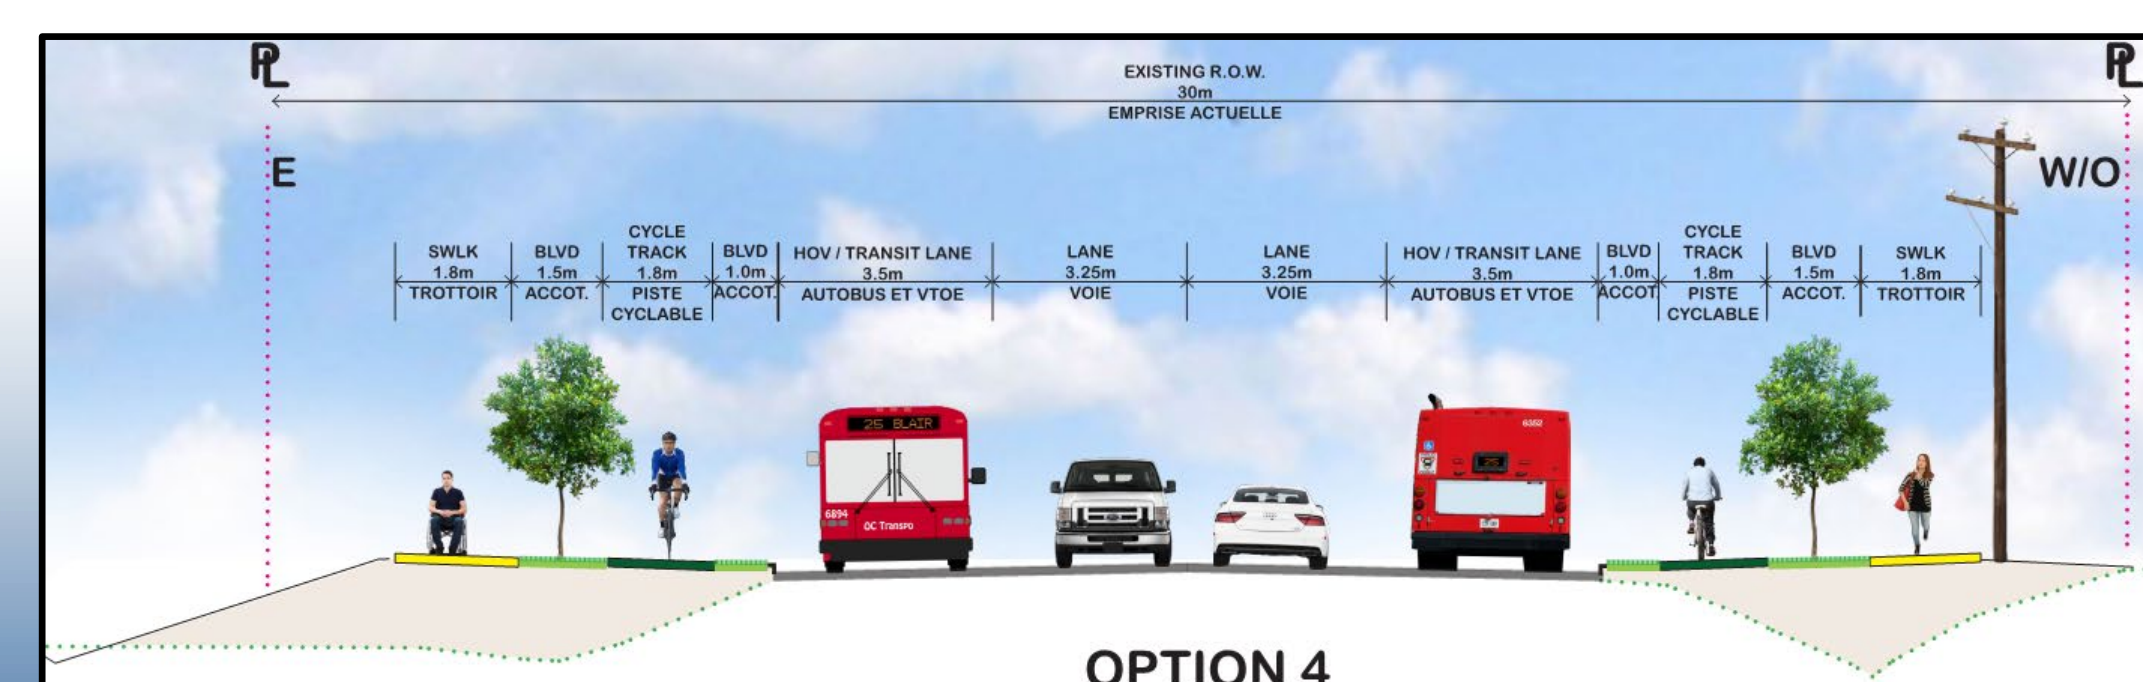 PL
PL
EXISTING R.O.W.
30m
EMPRISE ACTUELLE
E
W/O
SWLK
1.8m
TROTTOIR
BLVD
1.5m
ACCOT.
CYCLE
TRACK
1.8m
PISTE
CYCLABLE
BLVD
1.0m
ACCOT.
HOV / TRANSIT LANE
3.5m
AUTOBUS ET VTOE
LANE
3.25m
VOIE
LANE
3.25m
VOIE
HOV / TRANSIT LANE
3.5m
AUTOBUS ET VTOE
BLVD
1.0m
ACCOT.
CYCLE
TRACK
1.8m
PISTE
CYCLABLE
BLVD
1.5m
ACCOT.
SWLK
1.8m
TROTTOIR
25 BLAIR
6894
OC Transpo
6352
25
OPTION 4